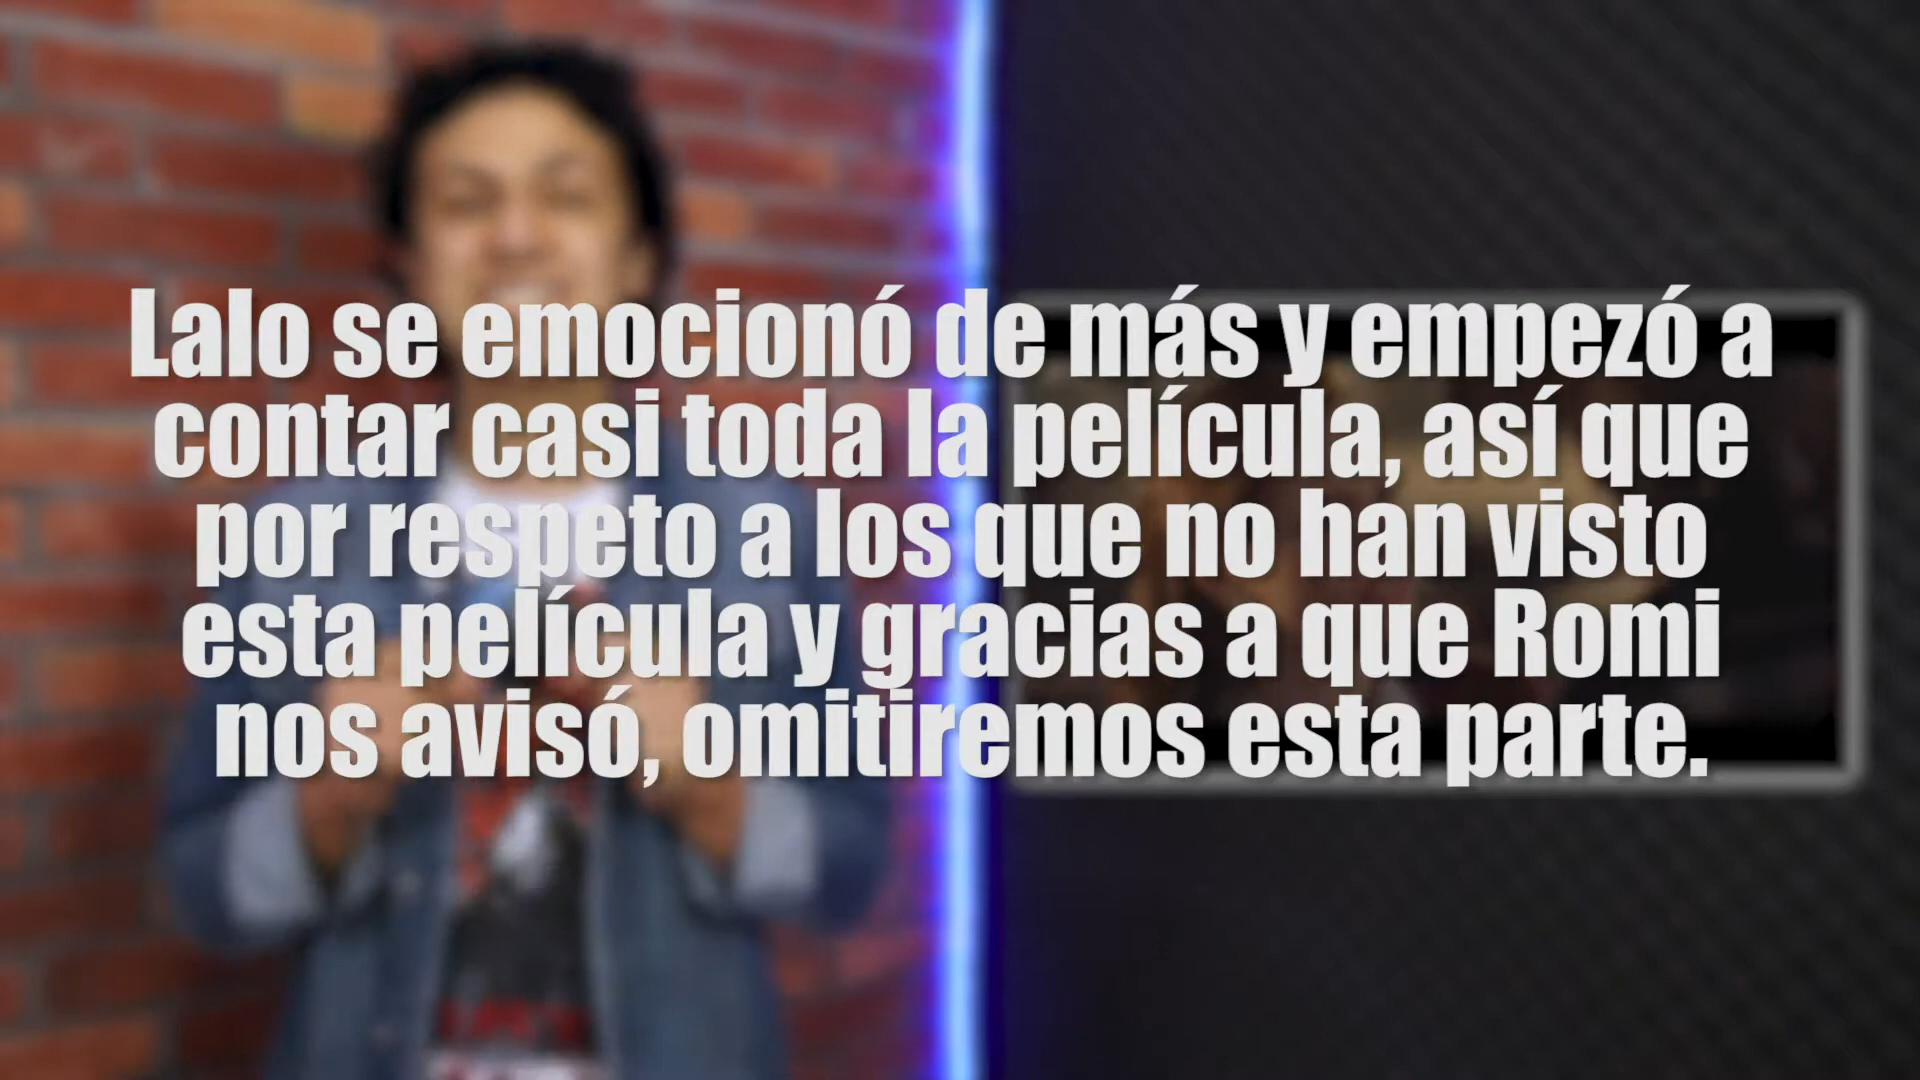 Lalo se emocionó de más y empezó a
contar casi toda la película, así que
por respeto a los que no han visto
esta película y gracias a que Romi
nos avisó, omitiremos esta parte.